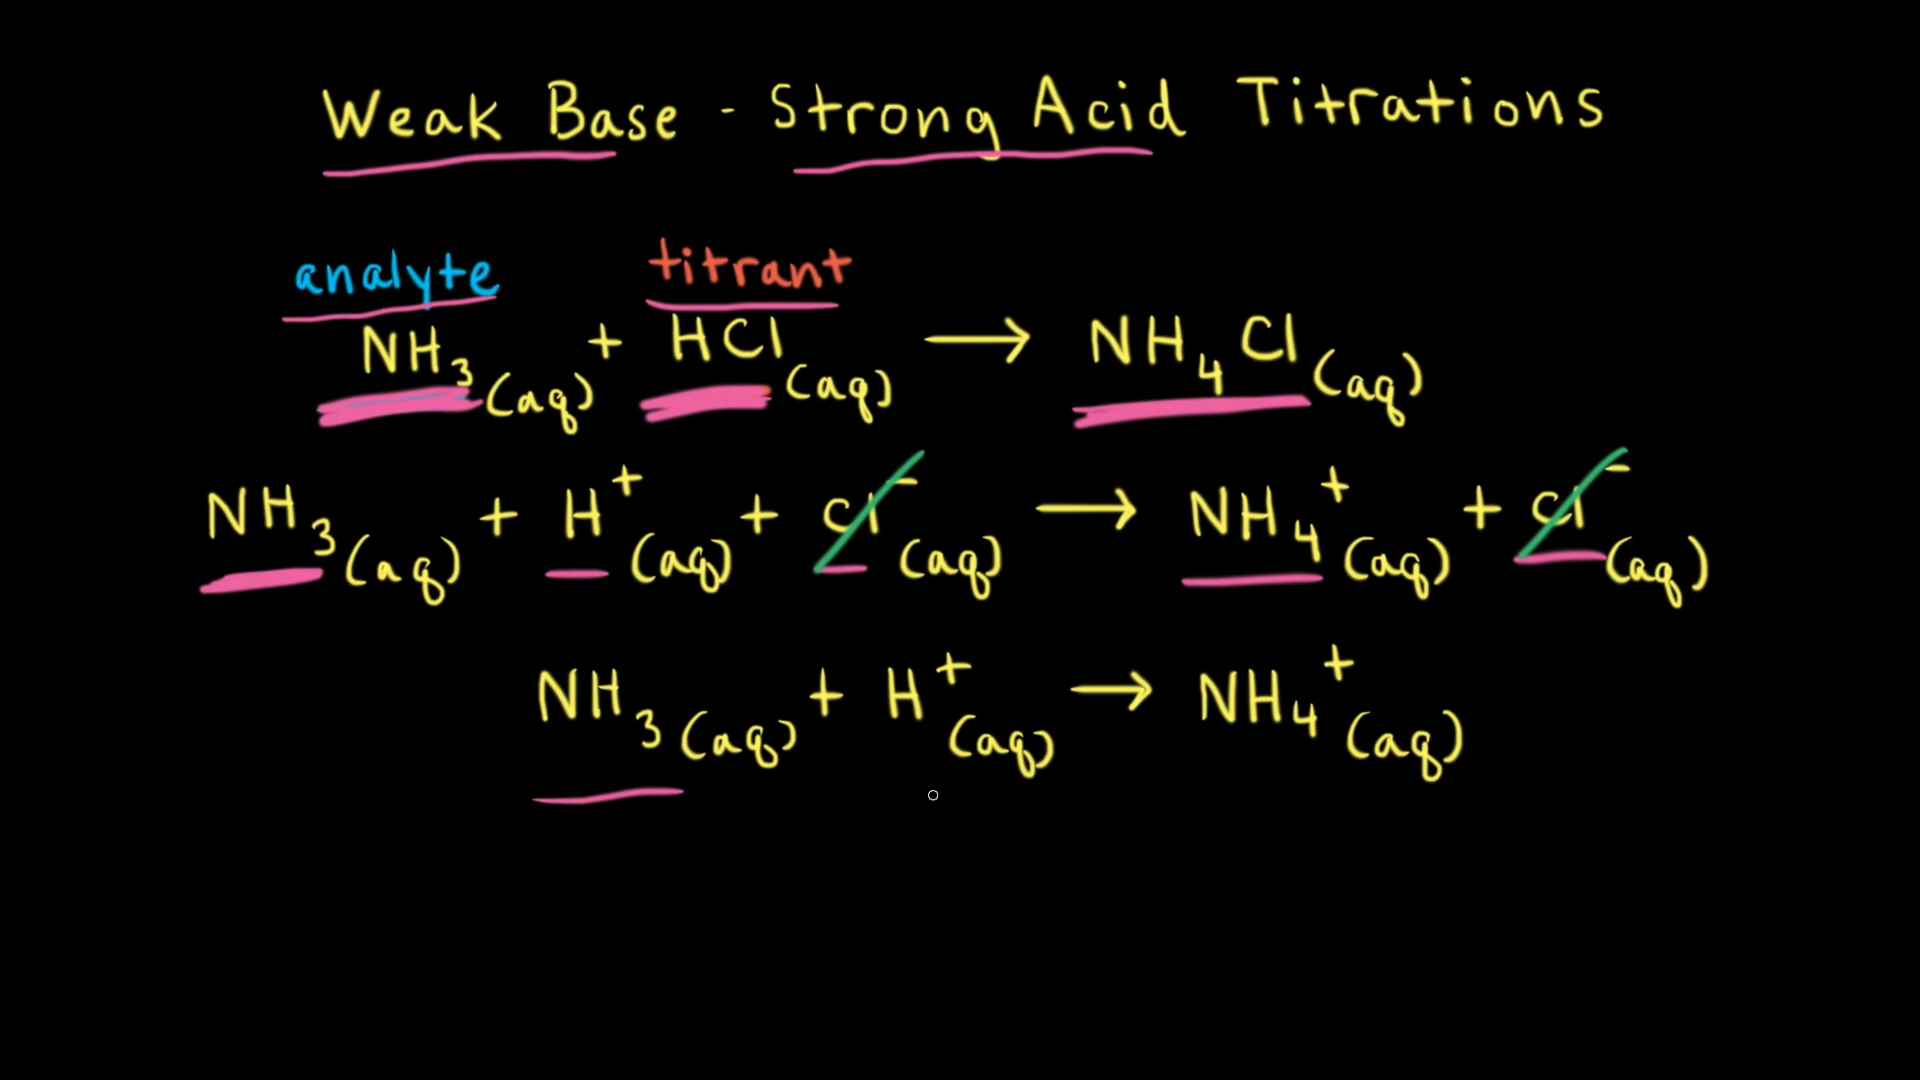 Weak Base - Strong Acid Titrations
analyte titrant
NH₃(aq) + HCl(aq) → NH₄Cl(aq)
NH₃(aq) + H⁺(aq) + Cl⁻(aq) → NH₄⁺(aq) + Cl⁻(aq)
NH₃(aq) + H⁺(aq) → NH₄⁺(aq)